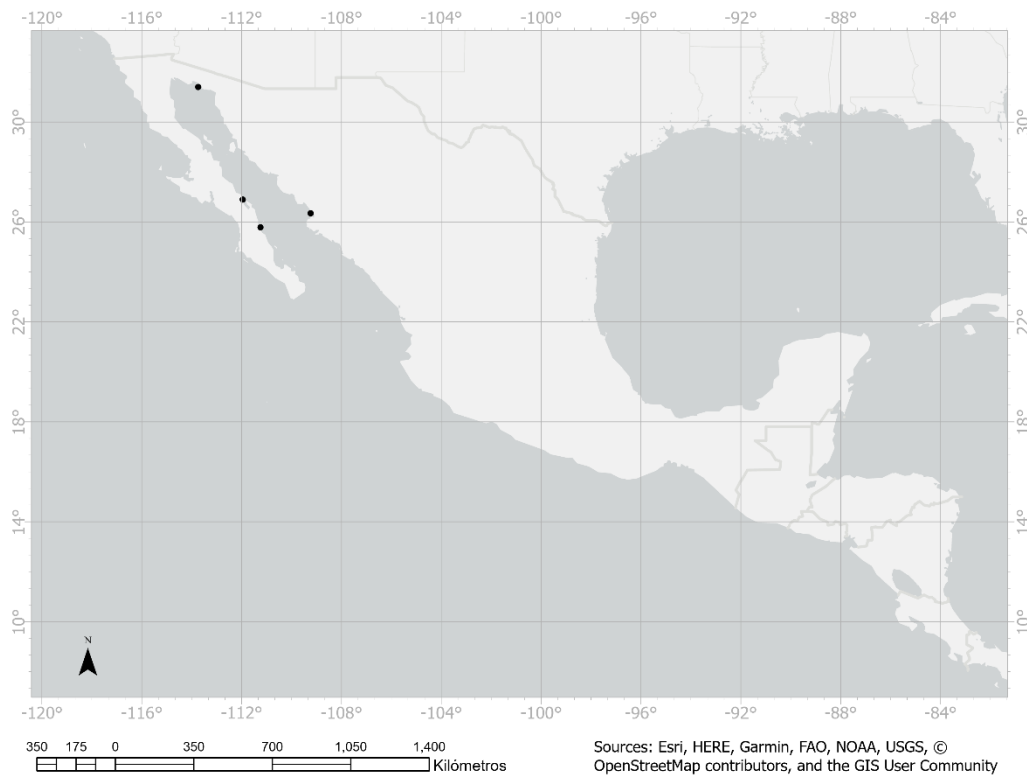 -120° -116° -112° -108° -104° -100° -96° -92° -88° -84°
30° 30°
26° 26°
22° 22°
18° 18°
14° 14°
10° 10°
N
-120° -116° -112° -108° -104° -100° -96° -92° -88° -84°
350 175 0 350 700 1,050 1,400
Kilómetros
Sources: Esri, HERE, Garmin, FAO, NOAA, USGS, ©
OpenStreetMap contributors, and the GIS User Community